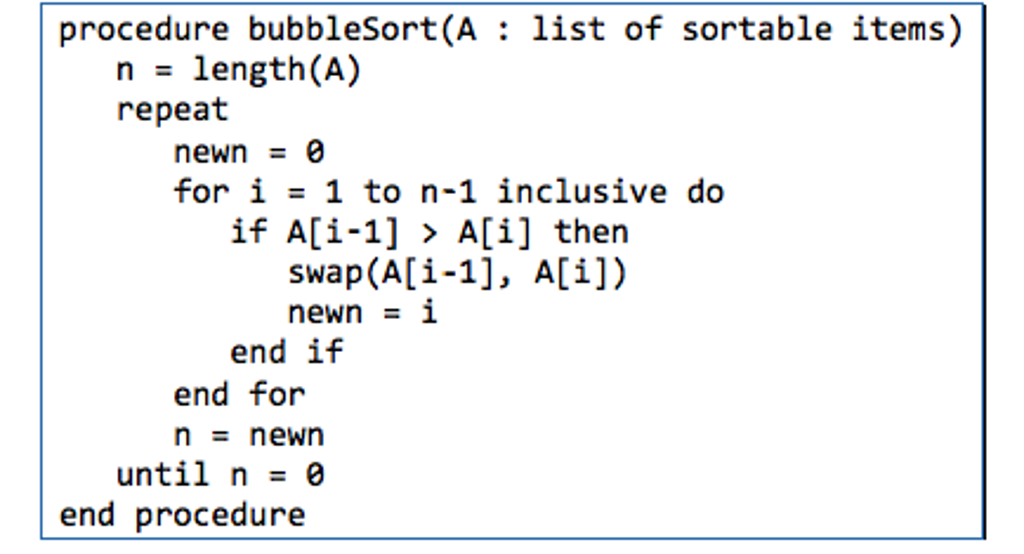 procedure bubbleSort(A : list of sortable items)
n = length(A)
repeat
newn = 0
for i = 1 to n-1 inclusive do
if A[i-1] > A[i] then
swap(A[i-1], A[i])
newn = i
end if
end for
n = newn
until n = 0
end procedure